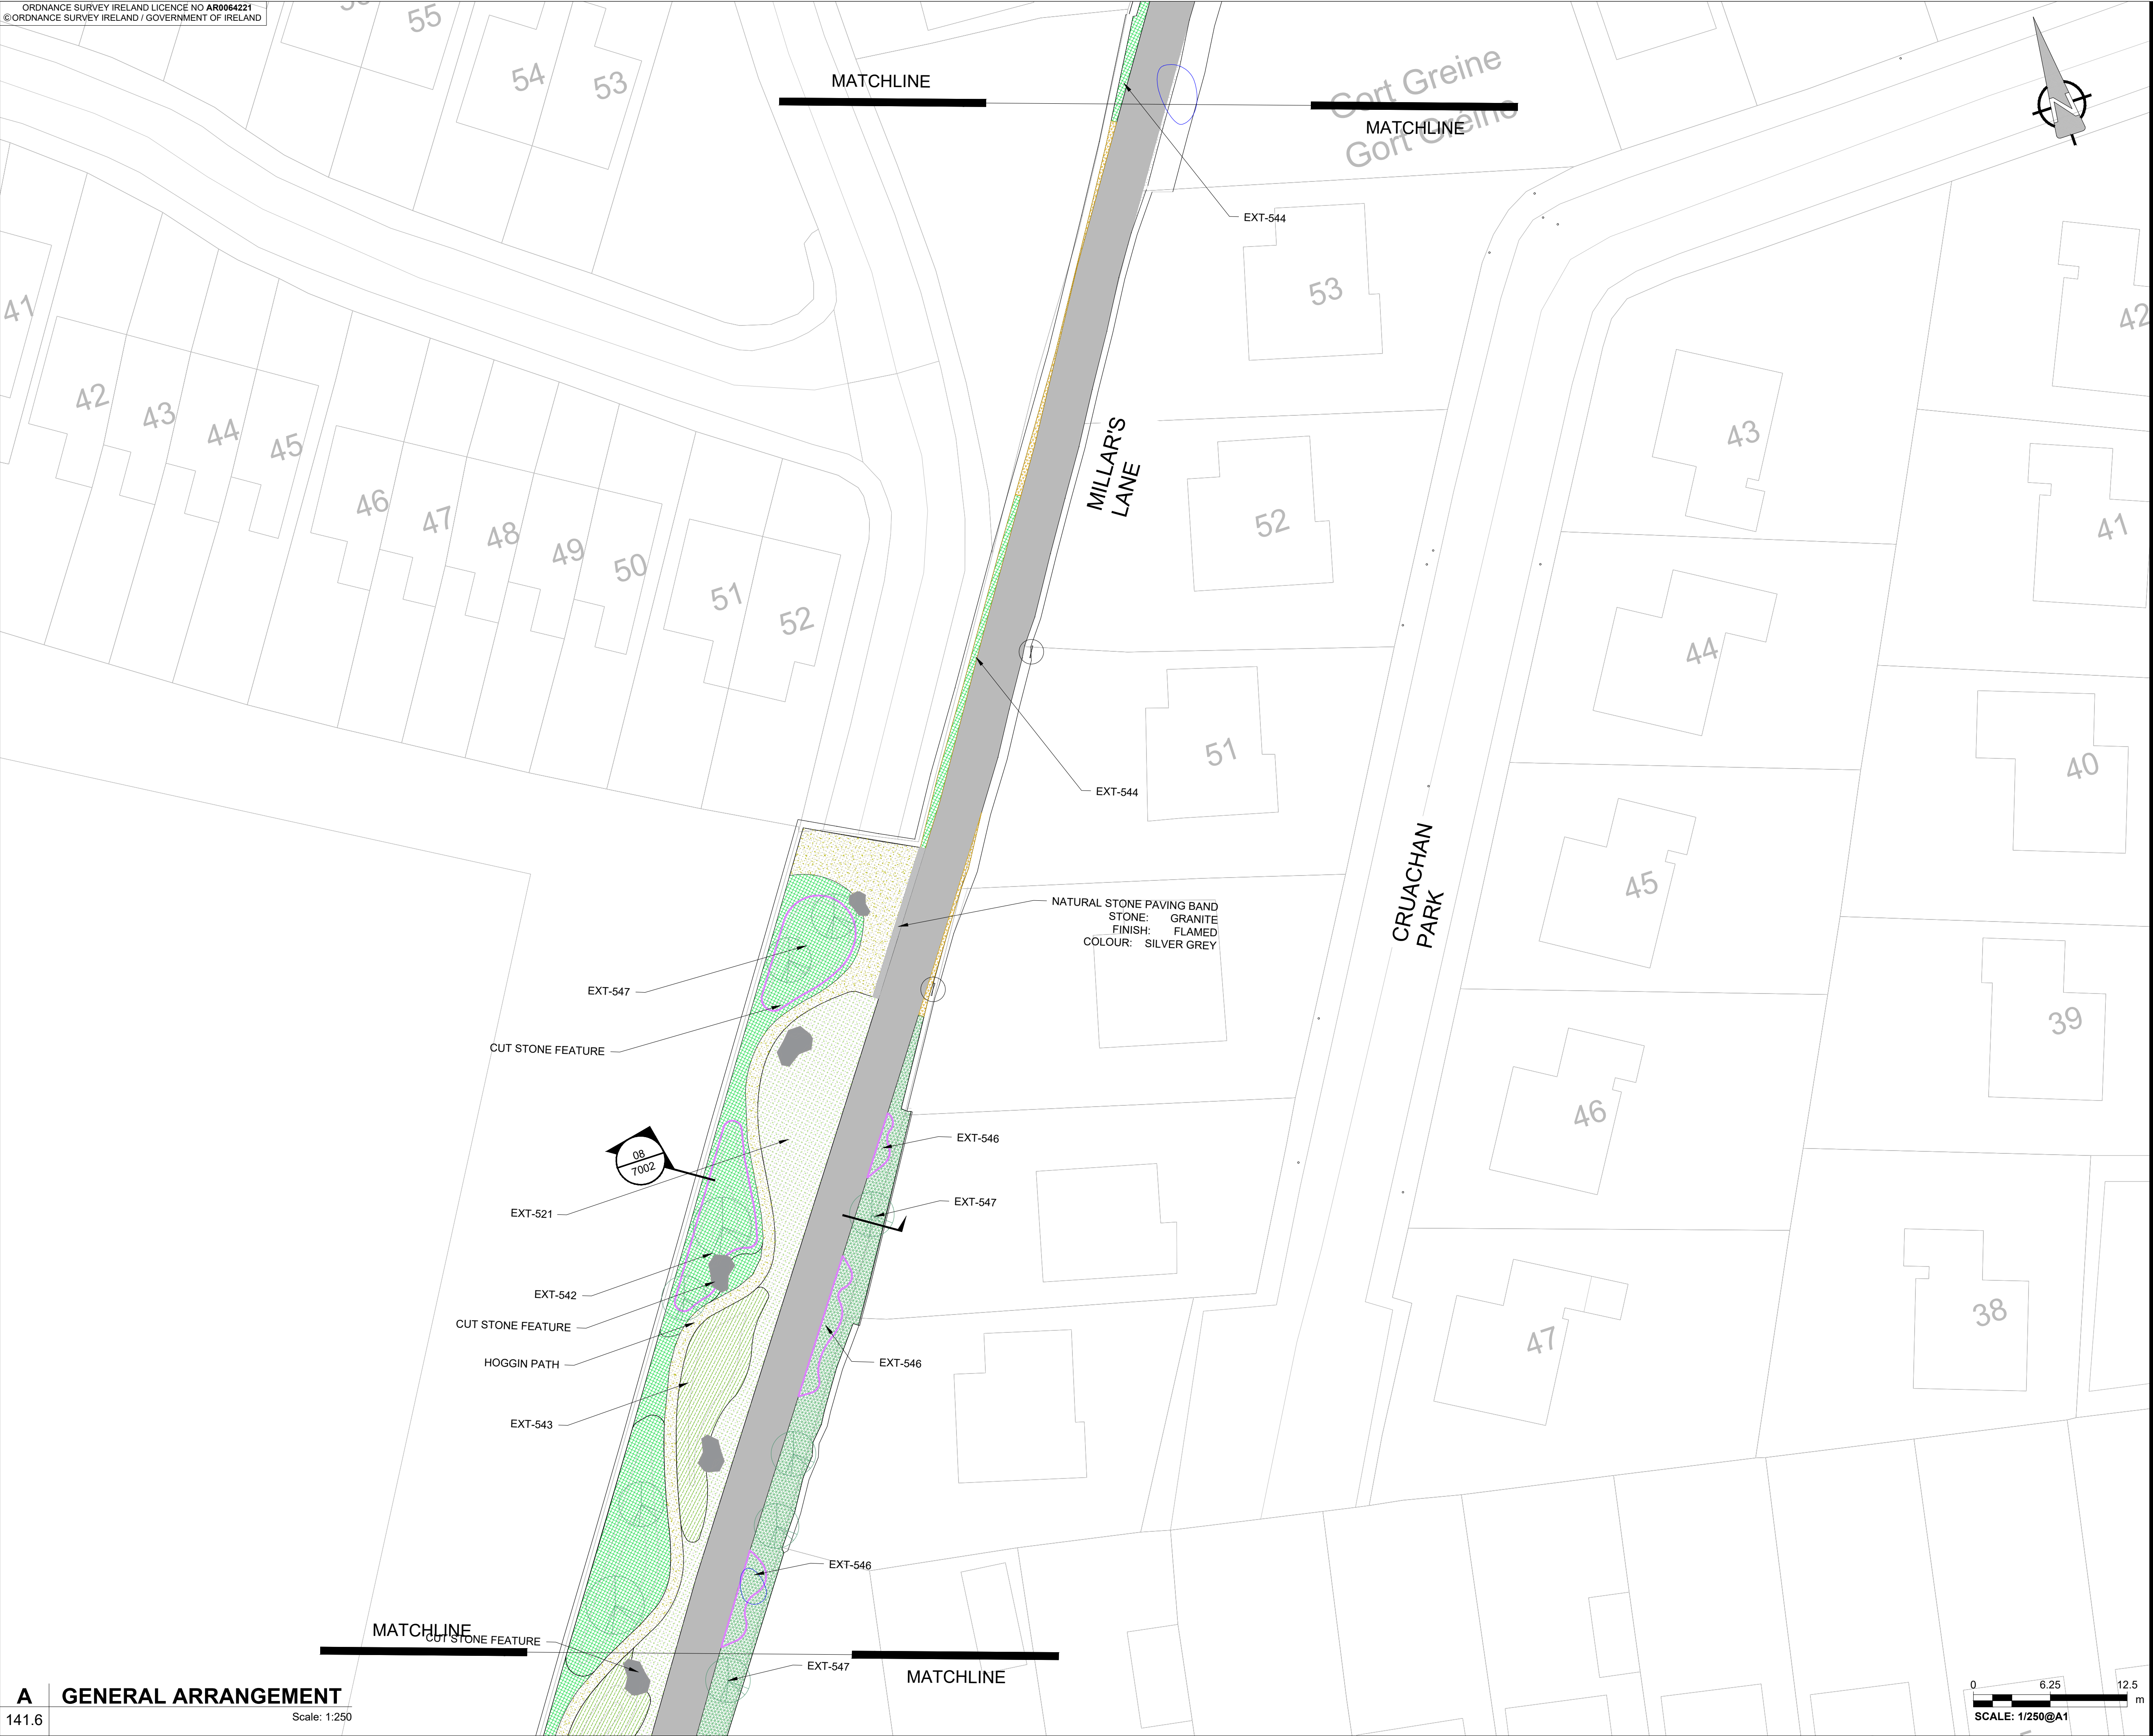 ORDNANCE SURVEY IRELAND LICENCE NO AR0064221
© ORDNANCE SURVEY IRELAND / GOVERNMENT OF IRELAND
55
54
53
MATCHLINE
Gort Greine
MATCHLINE
Gort Greine
EXT-544
41
53
42
42
43
44
45
MILLAR'S
LANE
43
46
47
48
49
50
52
41
51
52
44
51
40
EXT-544
CRUACHAN
PARK
45
NATURAL STONE PAVING BAND
STONE: GRANITE
FINISH: FLAMED
COLOUR: SILVER GREY
EXT-547
39
CUT STONE FEATURE
46
EXT-546
08
7002
EXT-547
EXT-521
EXT-542
38
CUT STONE FEATURE
47
HOGGIN PATH
EXT-546
EXT-543
EXT-546
MATCHLINE
CUT STONE FEATURE
EXT-547
MATCHLINE
A GENERAL ARRANGEMENT
141.6 Scale: 1:250
0 6.25 12.5
m
SCALE: 1/250@A1